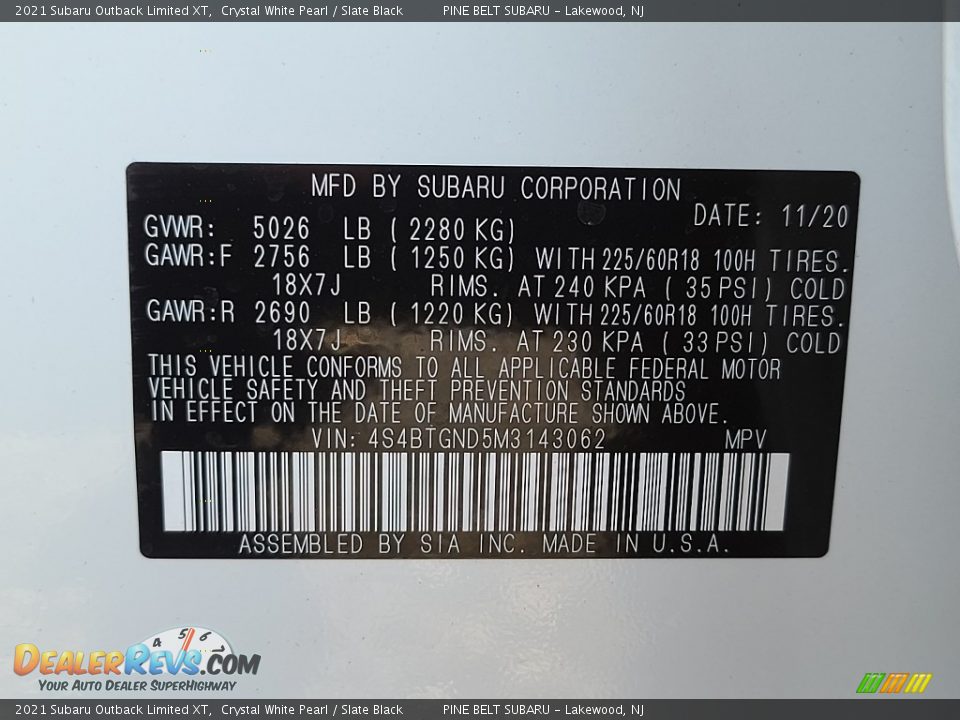 2021 Subaru Outback Limited XT, Crystal White Pearl / Slate Black PINE BELT SUBARU - Lakewood, NJ
MFD BY SUBARU CORPORATION
DATE: 11/20
GVWR: 5026 LB ( 2280 KG)
GAWR:F 2756 LB ( 1250 KG) WITH 225/60R18 100H TIRES.
18X7J RIMS. AT 240 KPA ( 35 PSI) COLD
GAWR:R 2690 LB ( 1220 KG) WITH 225/60R18 100H TIRES.
18X7J RIMS. AT 230 KPA ( 33 PSI) COLD
THIS VEHICLE CONFORMS TO ALL APPLICABLE FEDERAL MOTOR
VEHICLE SAFETY AND THEFT PREVENTION STANDARDS
IN EFFECT ON THE DATE OF MANUFACTURE SHOWN ABOVE.
VIN: 4S4BTGND5M3143062 MPV
ASSEMBLED BY SIA INC. MADE IN U.S.A.
4 5 6
DEALERREVS.COM
YOUR AUTO DEALER SUPERHIGHWAY
2021 Subaru Outback Limited XT, Crystal White Pearl / Slate Black PINE BELT SUBARU - Lakewood, NJ